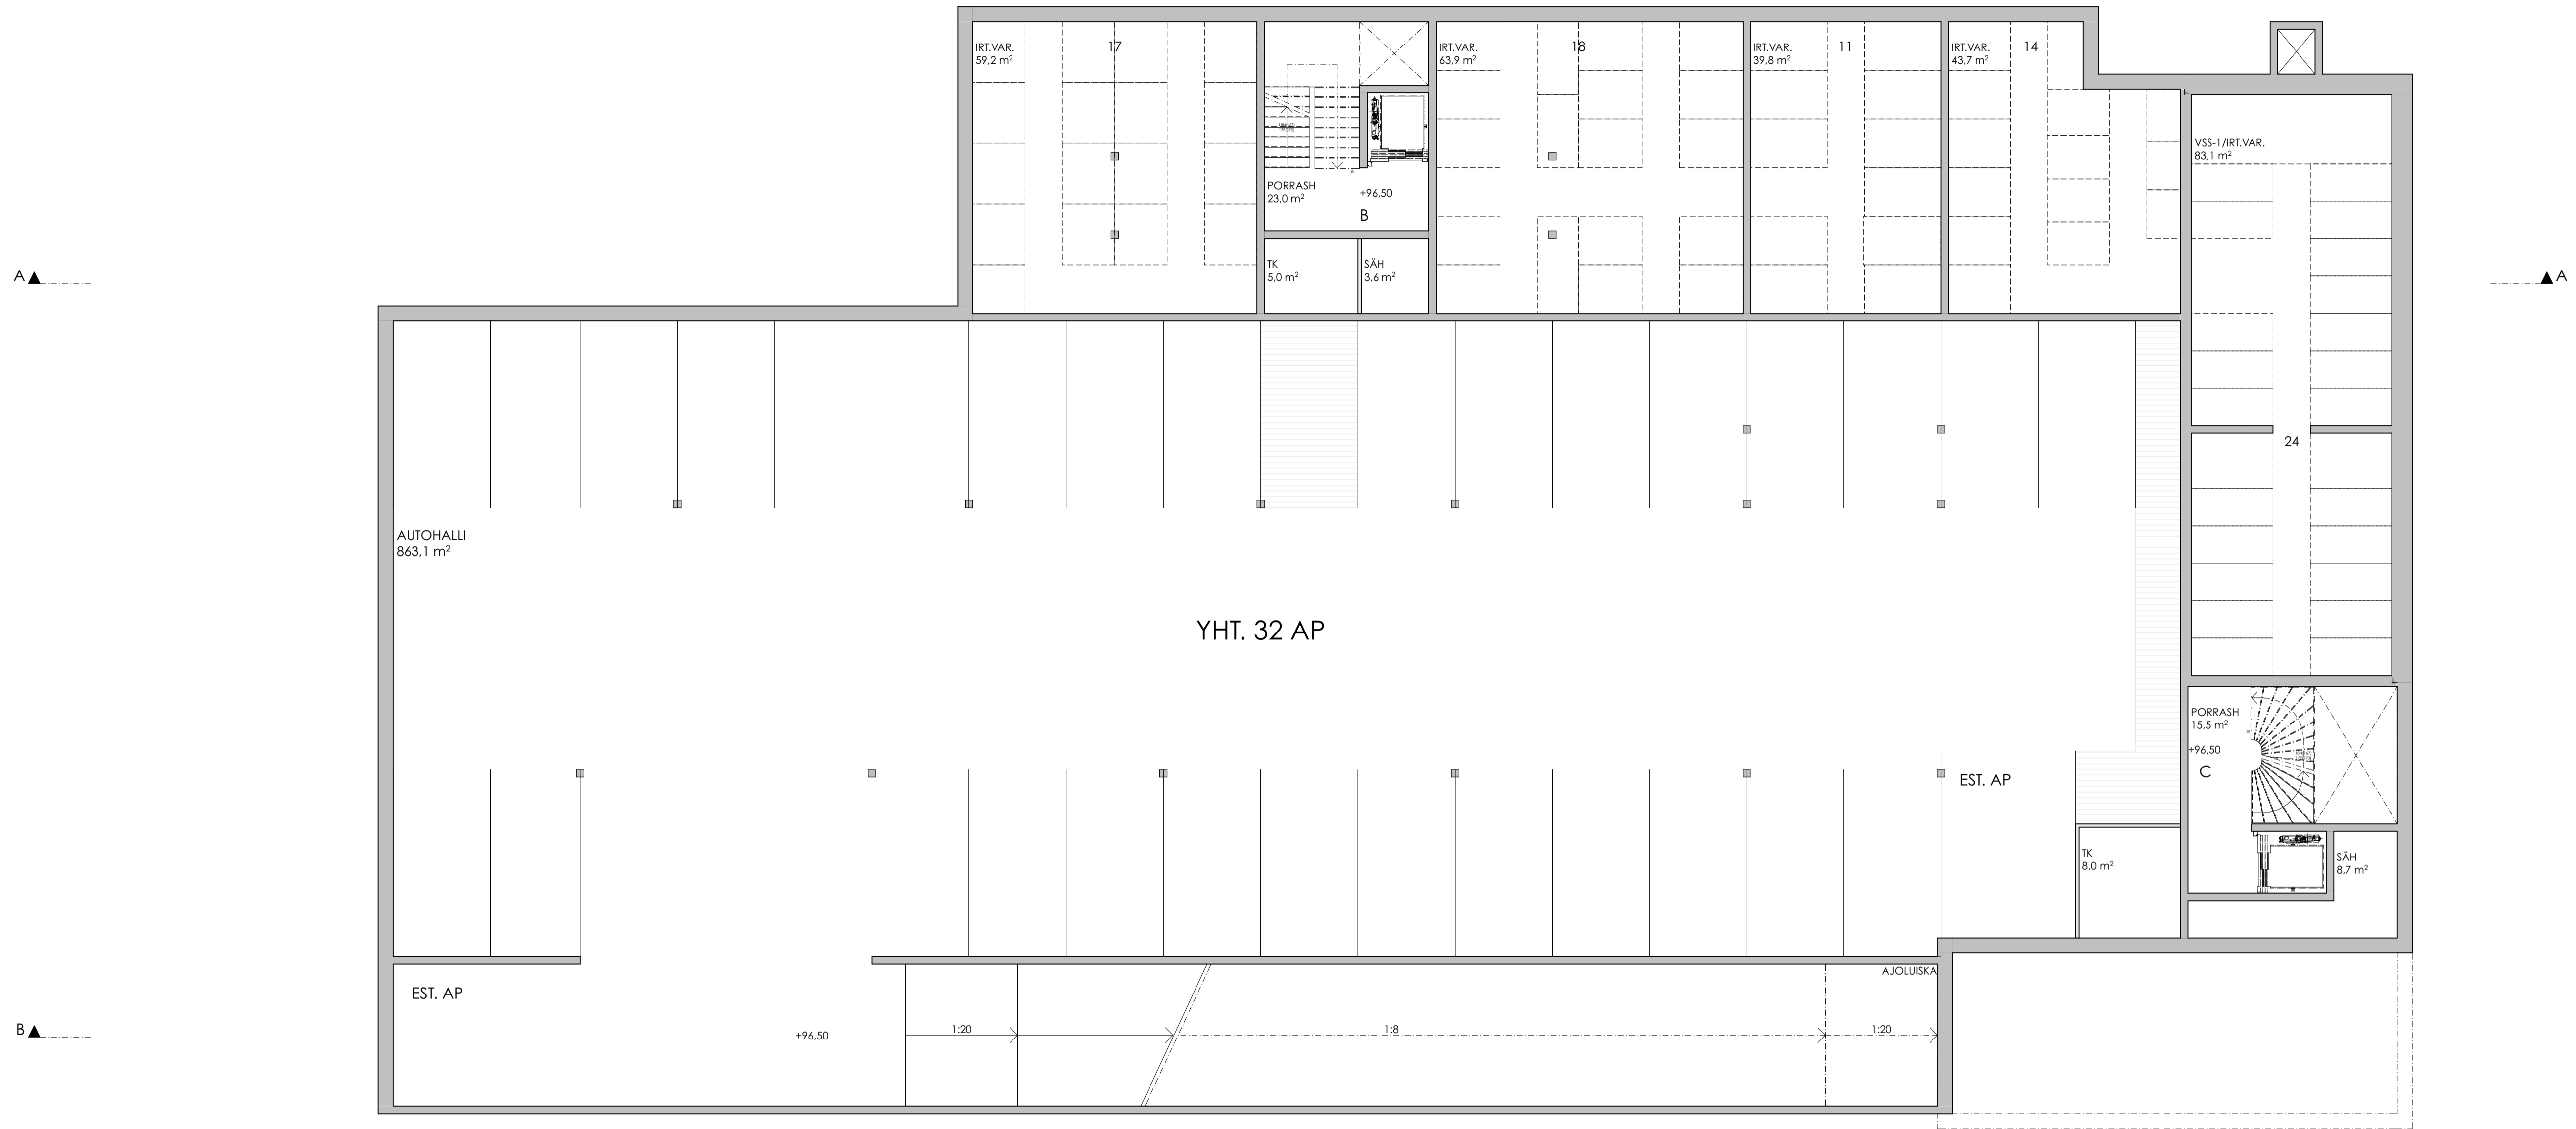 IRT.VAR.
59,2 m²
17
IRT.VAR.
63,9 m²
18
IRT.VAR.
39,8 m²
11
IRT.VAR.
43,7 m²
14
VSS-1/IRT.VAR.
83,1 m²
PORRASH
23,0 m²
+96,50
B
TK
5,0 m²
SÄH
3,6 m²
A
A
24
AUTOHALLI
863,1 m²
YHT. 32 AP
PORRASH
15,5 m²
+96,50
C
EST. AP
TK
8,0 m²
SÄH
8,7 m²
AJOLUISKA
EST. AP
B
+96,50
1:20
1:8
1:20